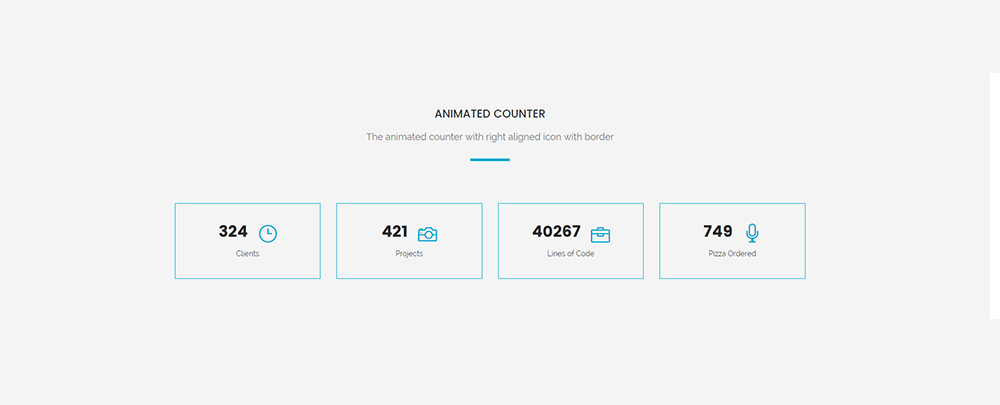 ANIMATED COUNTER
The animated counter with right aligned icon with border
324
Clients
421
Projects
40267
Lines of Code
749
Pizza Ordered